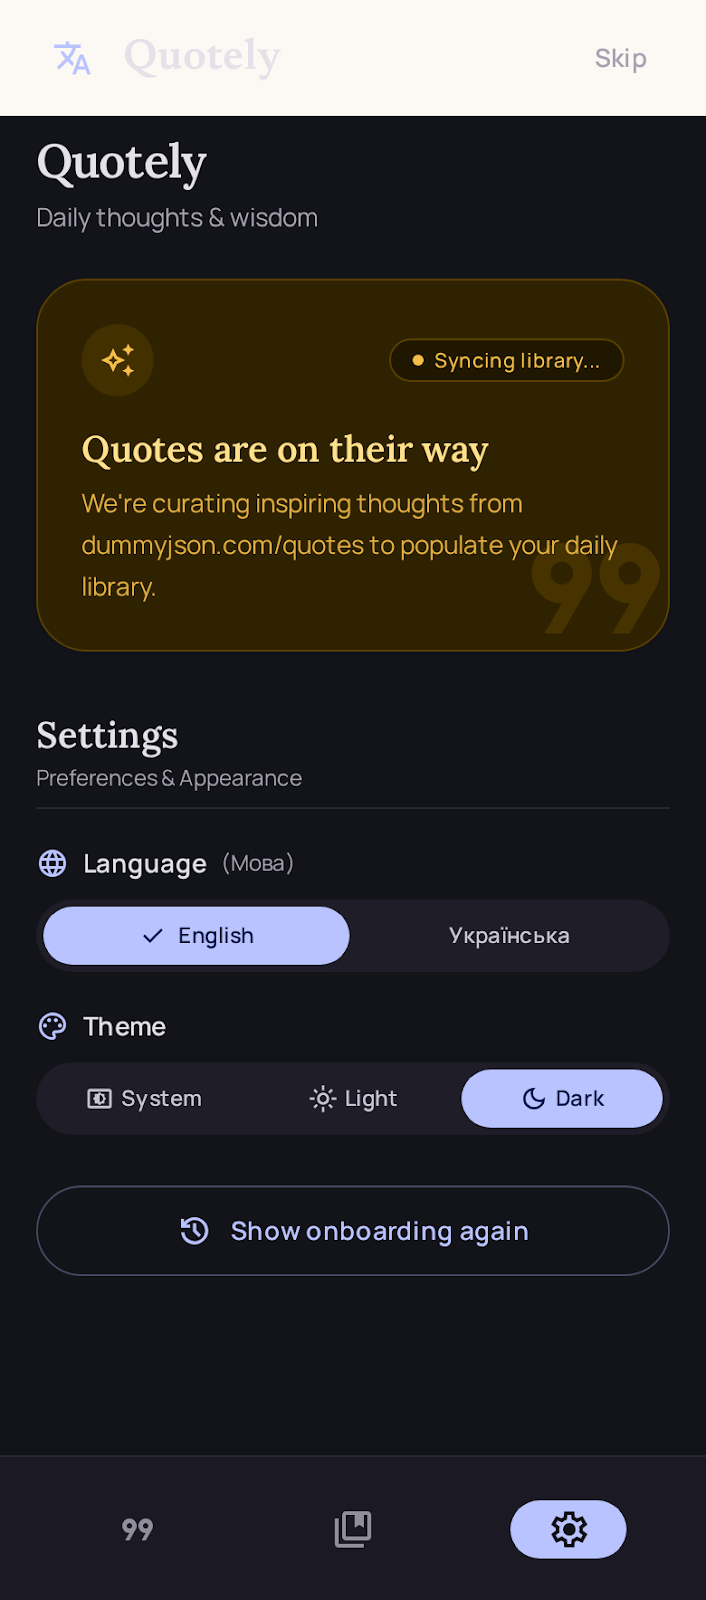 Quotely
Skip
Quotely
Daily thoughts & wisdom
Syncing library...
Quotes are on their way
We're curating inspiring thoughts from
dummyjson.com/quotes to populate your daily
library.
Settings
Preferences & Appearance
Language (Мова)
English
Українська
Theme
System
Light
Dark
Show onboarding again